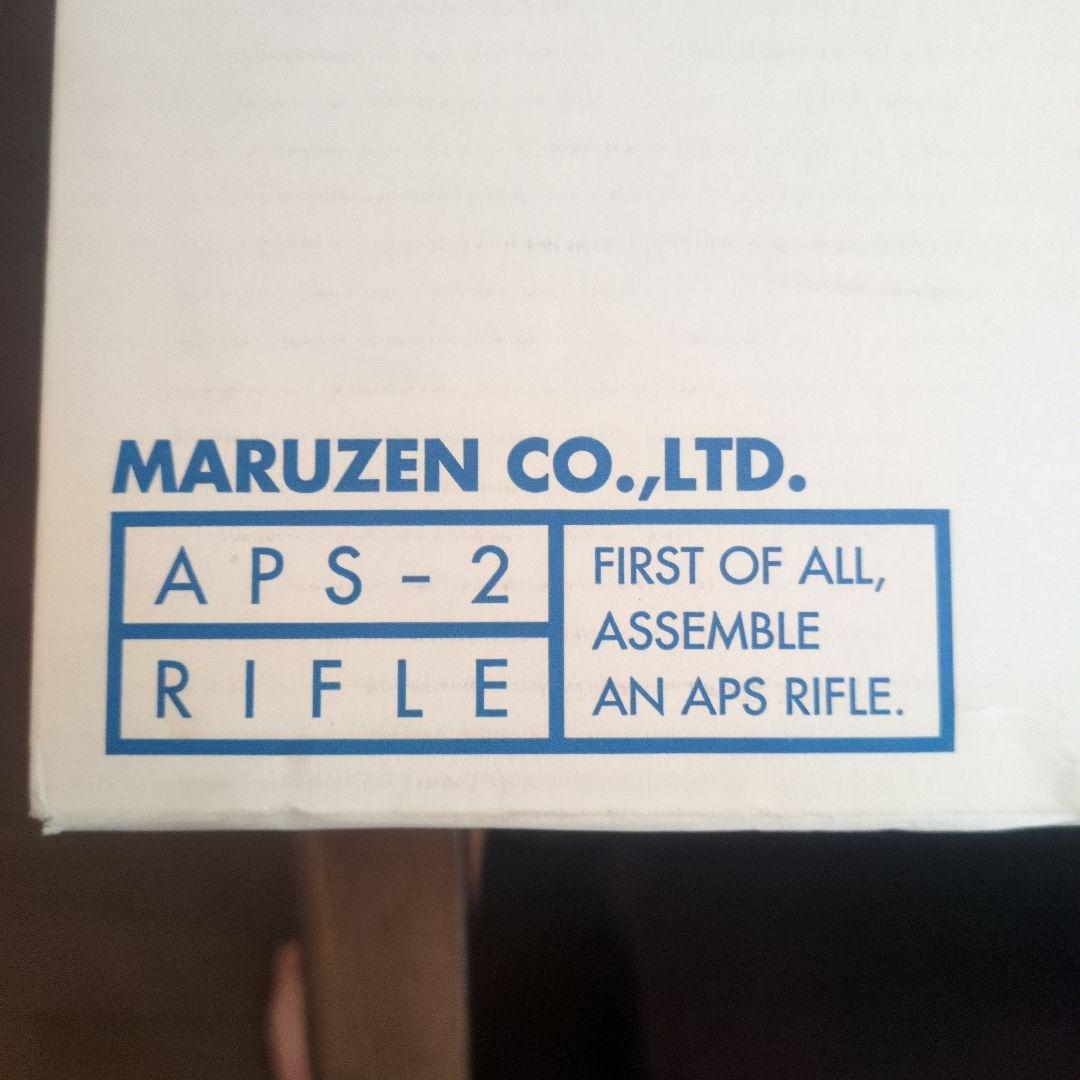 MARUZEN CO.,LTD.
APS-2
RIFLE
FIRST OF ALL,
ASSEMBLE
AN APS RIFLE.